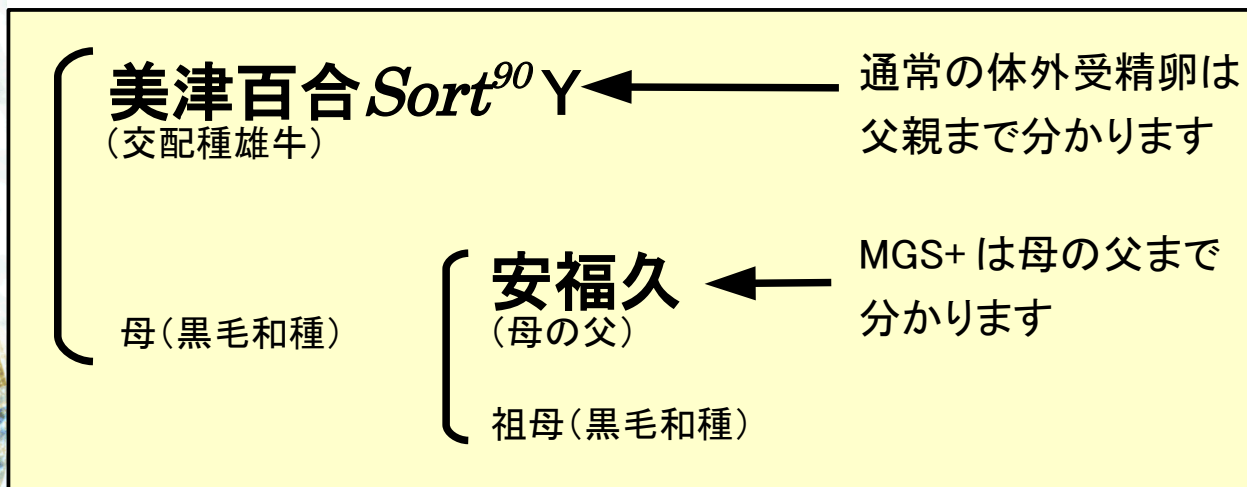 美津百合Sort90 Y
(交配種雄牛)
通常の体外受精卵は
父親まで分かります
安福久
(母の父)
MGS+ は母の父まで
分かります
母(黒毛和種)
祖母(黒毛和種)